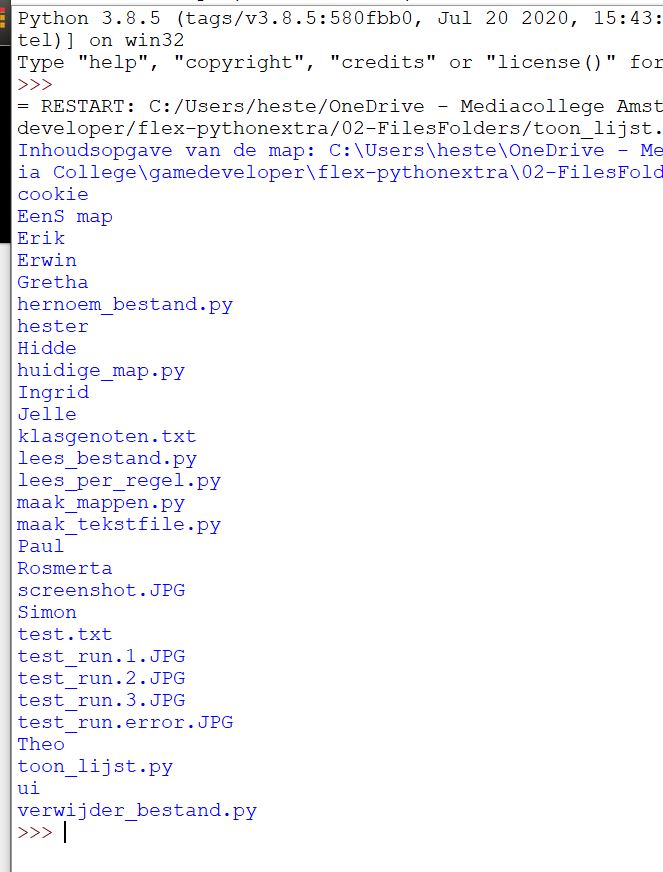 Python 3.8.5 (tags/v3.8.5:580fbb0, Jul 20 2020, 15:43:
tel)] on win32
Type "help", "copyright", "credits" or "license()" for
>>>
= RESTART: C:/Users/heste/OneDrive - Mediacollege Amst
developer/flex-pythonextra/02-FilesFolders/toon_lijst.
Inhoudsopgave van de map: C:\Users\heste\OneDrive - Me
ia College\gamedeveloper\flex-pythonextra\02-FilesFold
cookie
EenS map
Erik
Erwin
Gretha
hernoem_bestand.py
hester
Hidde
huidige_map.py
Ingrid
Jelle
klasgenoten.txt
lees_bestand.py
lees_per_regel.py
maak_mappen.py
maak_tekstfile.py
Paul
Rosmerta
screenshot.JPG
Simon
test.txt
test_run.1.JPG
test_run.2.JPG
test_run.3.JPG
test_run.error.JPG
Theo
toon_lijst.py
ui
verwijder_bestand.py
>>>